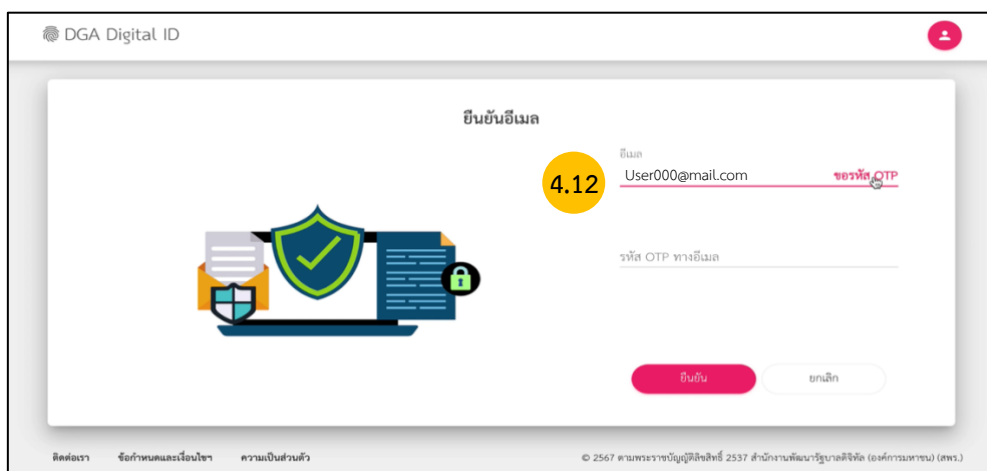 DGA Digital ID
ยืนยันอีเมล
อีเมล
4.12
User000@mail.com ขอรหัส OTP
รหัส OTP ทางอีเมล
ยืนยัน ยกเลิก
ติดต่อเรา ข้อกำหนดและเงื่อนไขฯ ความเป็นส่วนตัว © 2567 ตามพระราชบัญญัติลิขสิทธิ์ 2537 สำนักงานพัฒนารัฐบาลดิจิทัล (องค์การมหาชน) (สพร.)